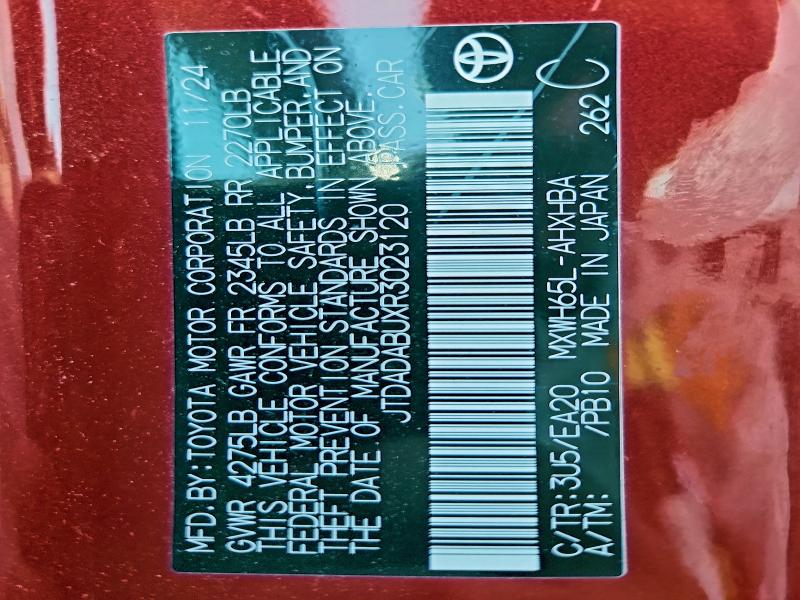 MFD. BY: TOYOTA MOTOR CORPORATION 11/24
GVWR 4275LB GAWR FR 2345LB RR 2270LB
THIS VEHICLE CONFORMS TO ALL APPLICABLE
FEDERAL MOTOR VEHICLE SAFETY, BUMPER, AND
THEFT PREVENTION STANDARDS IN EFFECT ON
THE DATE OF MANUFACTURE SHOWN ABOVE.
JTDADABUXR3023120 PASS. CAR
C/TR: 3U5/EA20 MXWH65L-AHXHBA C
A/TM: /PB10 MADE IN JAPAN 262